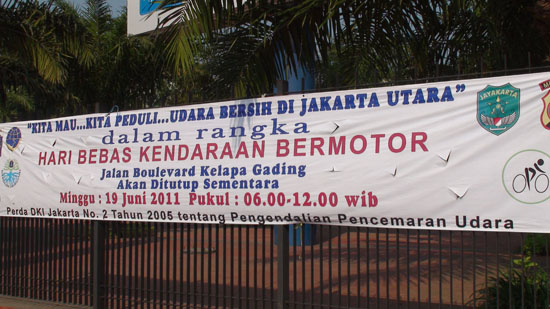 "KITA MAU...KITA PEDULI...UDARA BERSIH DI JAKARTA UTARA"
dalam rangka
HARI BEBAS KENDARAAN BERMOTOR
Jalan Boulevard Kelapa Gading
Akan Ditutup Sementara
Minggu : 19 Juni 2011 Pukul : 06.00-12.00 wib
Perda DKI Jakarta No. 2 Tahun 2005 tentang Pengendalian Pencemaran Udara
JAYAKARTA